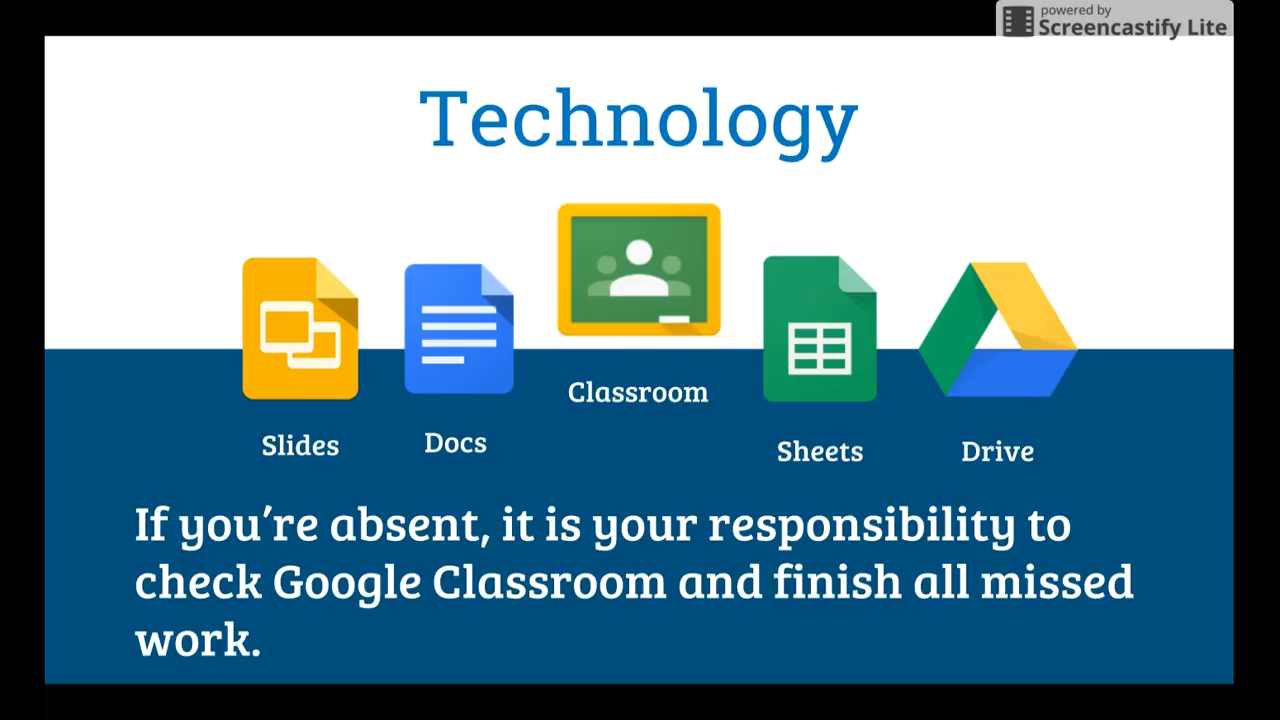 powered by
Screencastify Lite
Technology
Classroom
Slides
Docs
Sheets
Drive
If you’re absent, it is your responsibility to
check Google Classroom and finish all missed
work.